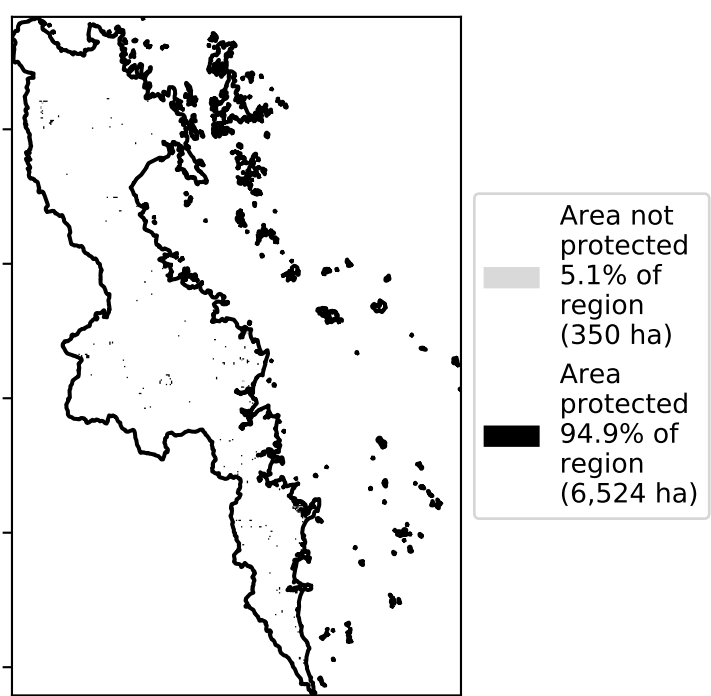 Area not
protected
5.1% of
region
(350 ha)
Area
protected
94.9% of
region
(6,524 ha)